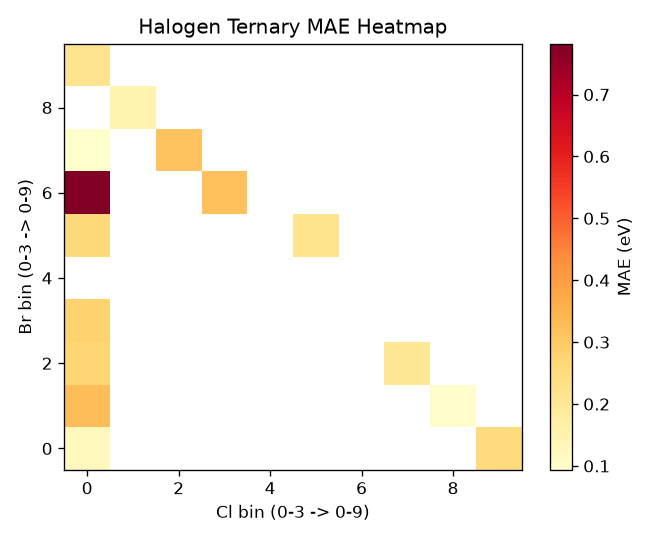 Halogen Ternary MAE Heatmap
Br bin (0-3 -> 0-9)
8
6
4
2
0
0 2 4 6 8
Cl bin (0-3 -> 0-9)
0.7
0.6
0.5
0.4
0.3
0.2
0.1
MAE (eV)